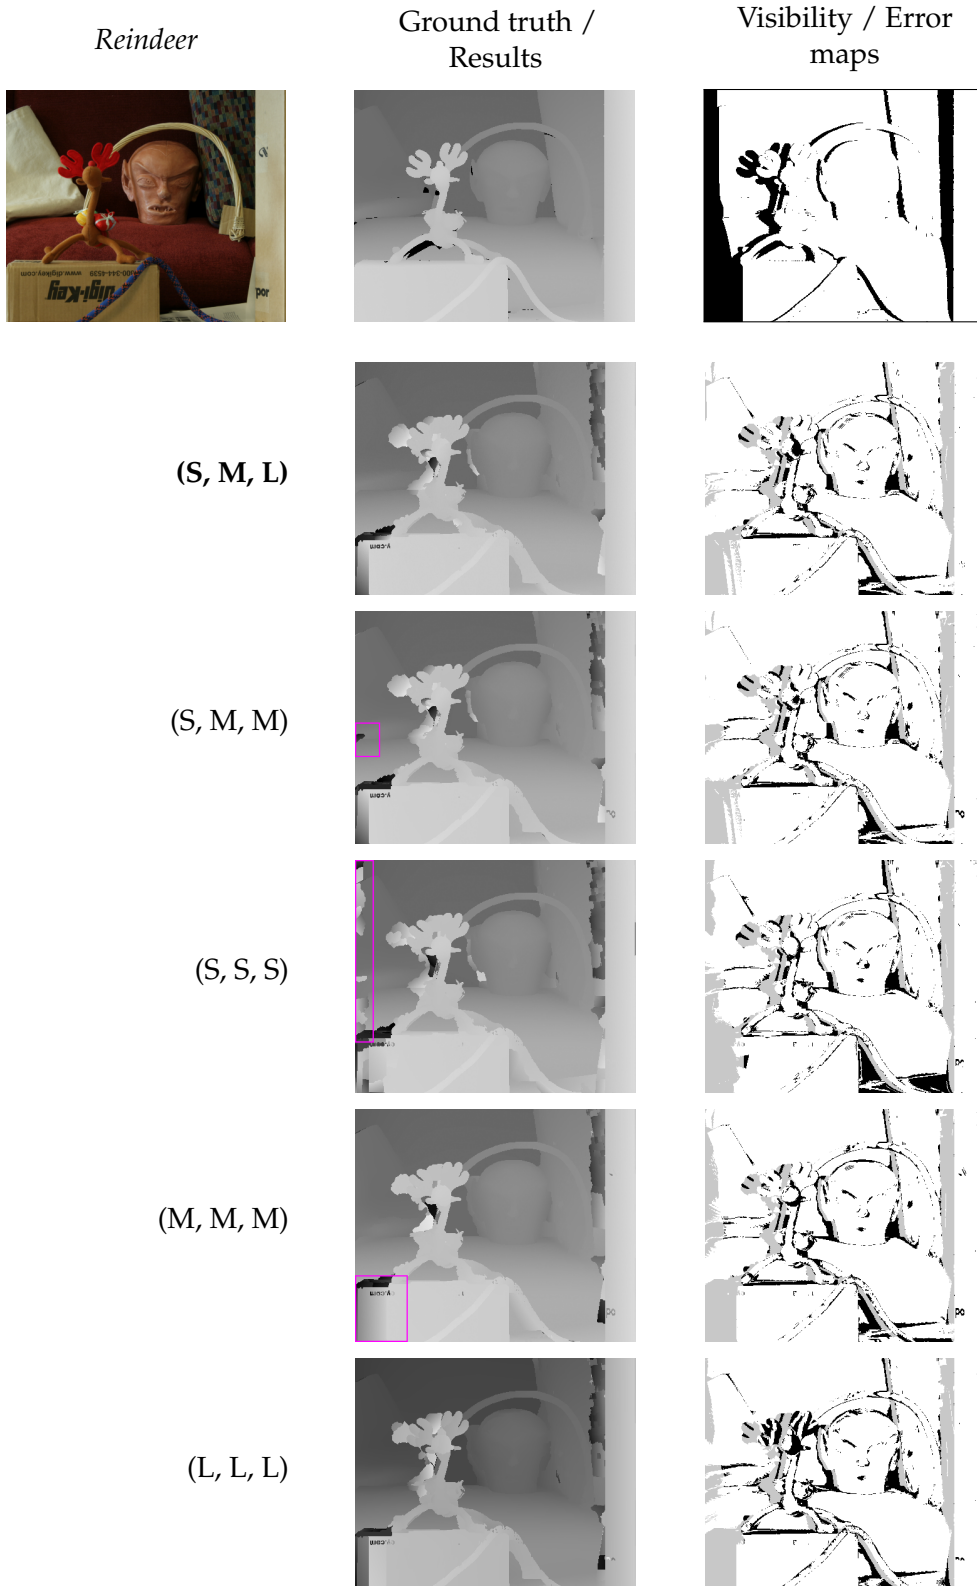 Reindeer
Ground truth /
Results
Visibility / Error
maps
(S, M, L)
(S, M, M)
(S, S, S)
(M, M, M)
(L, L, L)